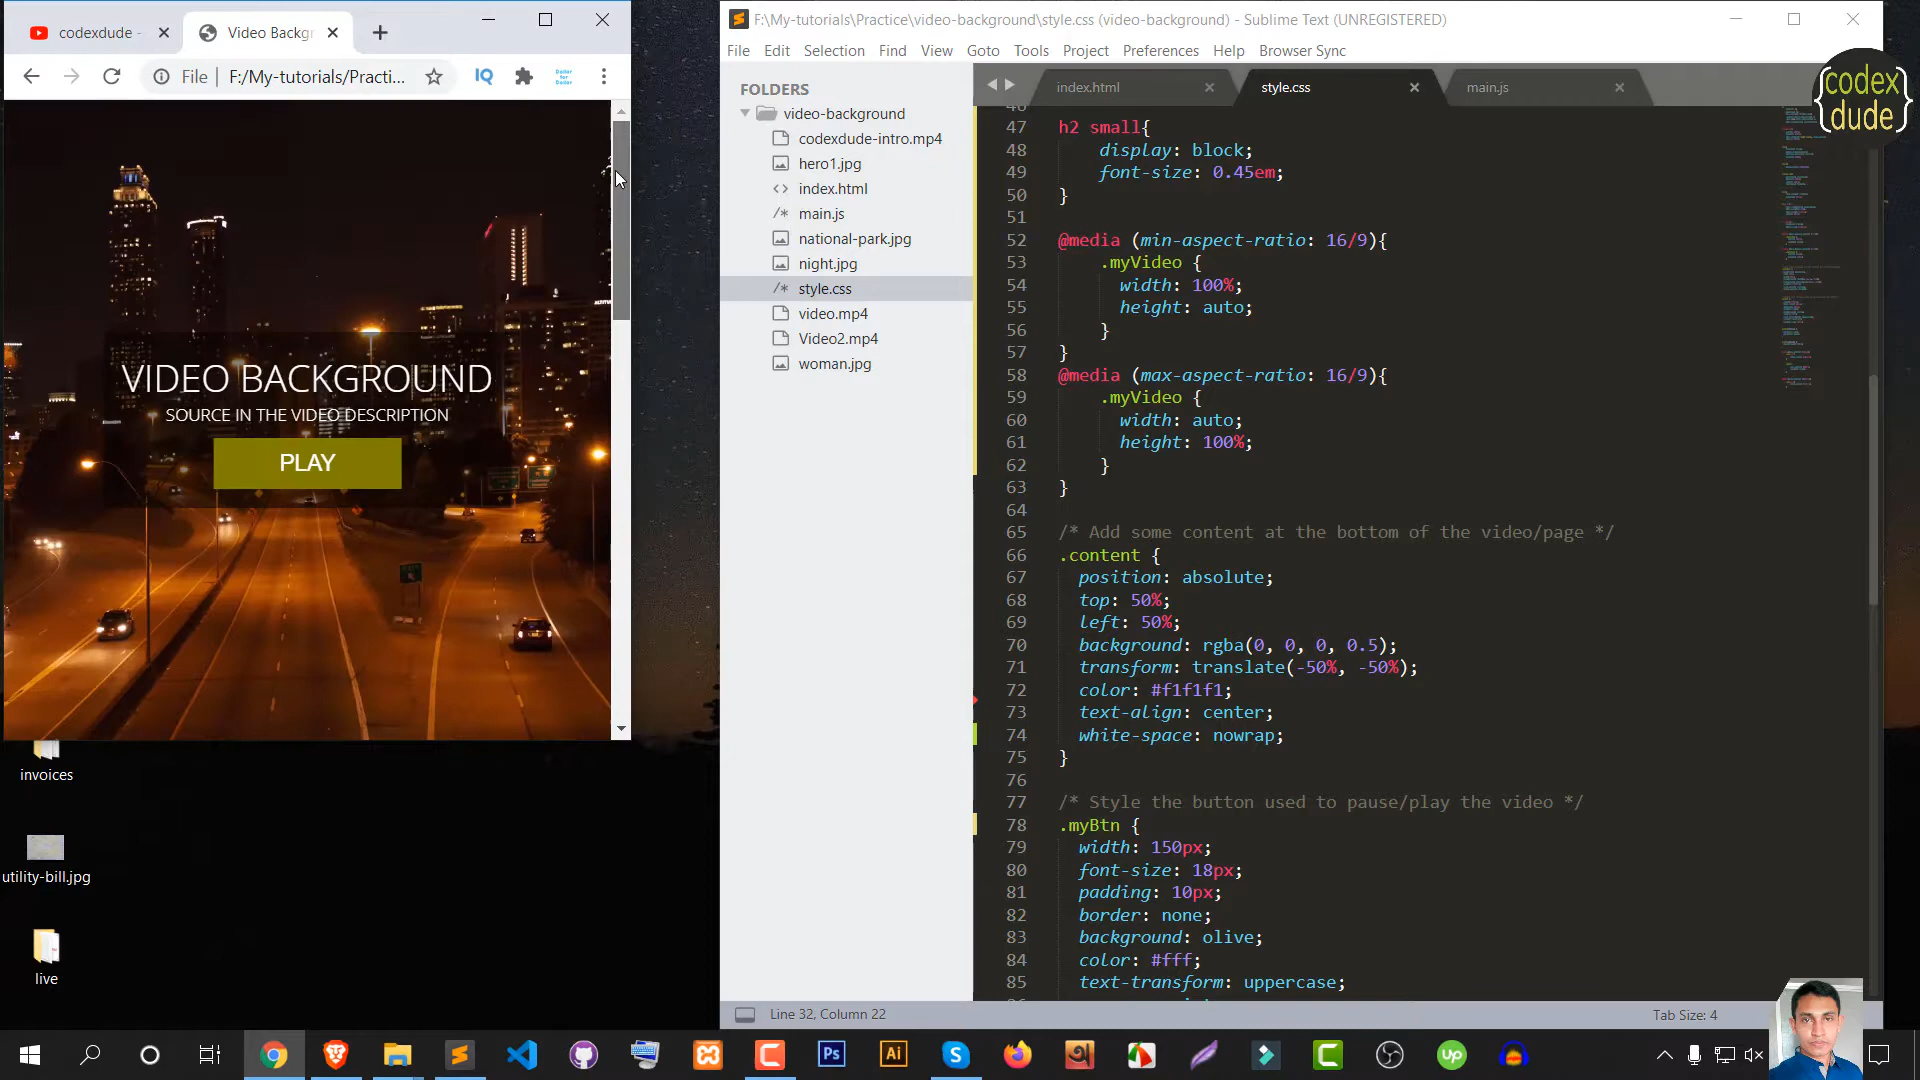 codexdude -
Video Backgr
File
F:/My-tutorials/Practi...
IQ
Dollar for Dollar
VIDEO BACKGROUND
SOURCE IN THE VIDEO DESCRIPTION
PLAY
invoices
utility-bill.jpg
live
F:\My-tutorials\Practice\video-background\style.css (video-background) - Sublime Text (UNREGISTERED)
File Edit Selection Find View Goto Tools Project Preferences Help Browser Sync
FOLDERS
video-background
codexdude-intro.mp4
hero1.jpg
<> index.html
/* main.js
national-park.jpg
night.jpg
/* style.css
video.mp4
Video2.mp4
woman.jpg
index.html
style.css
main.js
codex
{dude}
46
47 h2 small{
48 display: block;
49 font-size: 0.45em;
50 }
51
52 @media (min-aspect-ratio: 16/9){
53 .myVideo {
54 width: 100%;
55 height: auto;
56 }
57 }
58 @media (max-aspect-ratio: 16/9){
59 .myVideo {
60 width: auto;
61 height: 100%;
62 }
63 }
64
65 /* Add some content at the bottom of the video/page */
66 .content {
67 position: absolute;
68 top: 50%;
69 left: 50%;
70 background: rgba(0, 0, 0, 0.5);
71 transform: translate(-50%, -50%);
72 color: #f1f1f1;
73 text-align: center;
74 white-space: nowrap;
75 }
76
77 /* Style the button used to pause/play the video */
78 .myBtn {
79 width: 150px;
80 font-size: 18px;
81 padding: 10px;
82 border: none;
83 background: olive;
84 color: #fff;
85 text-transform: uppercase;
Line 32, Column 22
Tab Size: 4
Ps
Ai
up